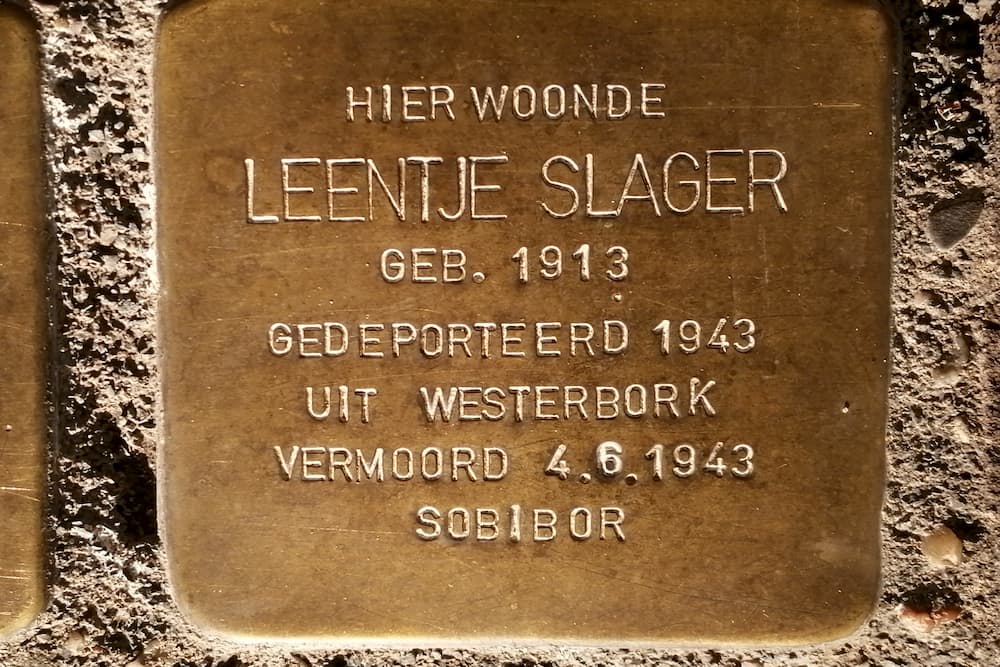 HIER WOONDE
LEENTJE SLAGER
GEB. 1913
GEDEPORTEERD 1943
UIT WESTERBORK
VERMOORD 4.6.1943
SOBIBOR